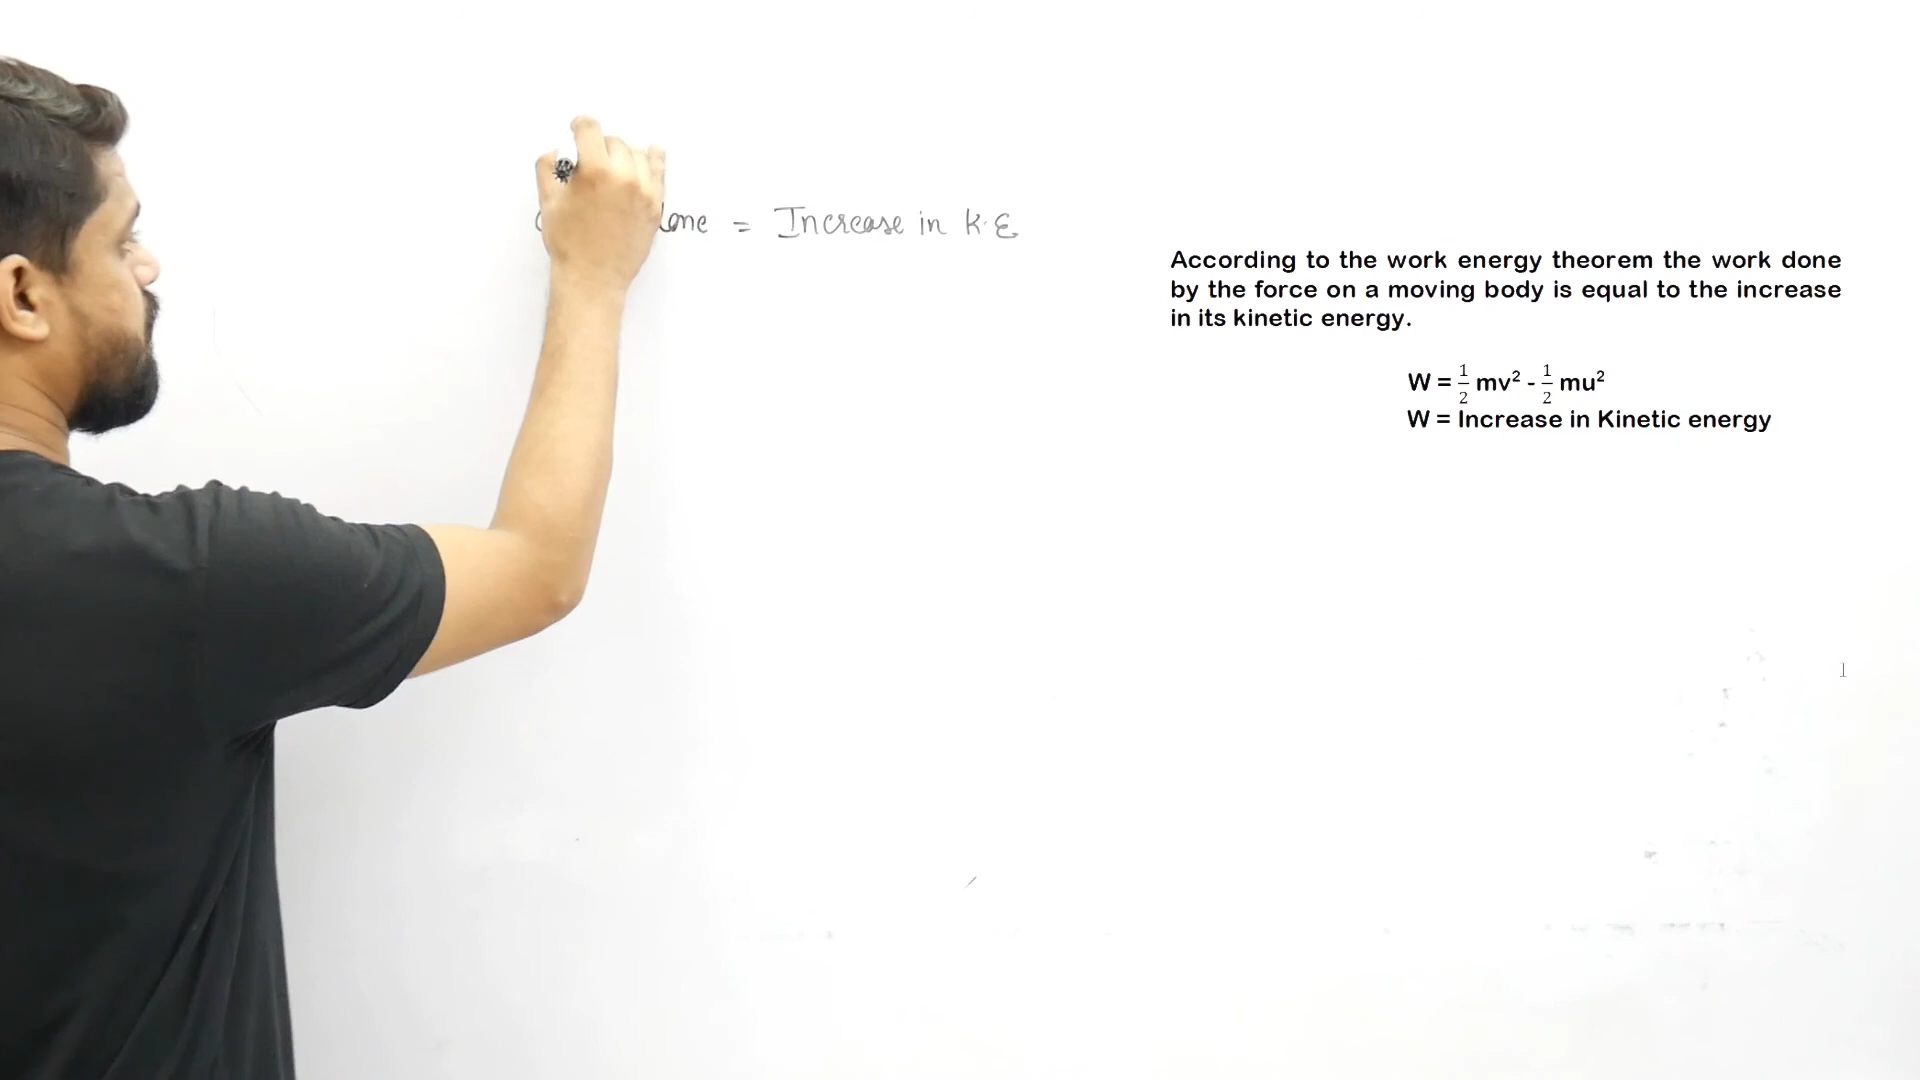 = Increase in K.E
According to the work energy theorem the work done
by the force on a moving body is equal to the increase
in its kinetic energy.
W = 1/2 mv² - 1/2 mu²
W = Increase in Kinetic energy